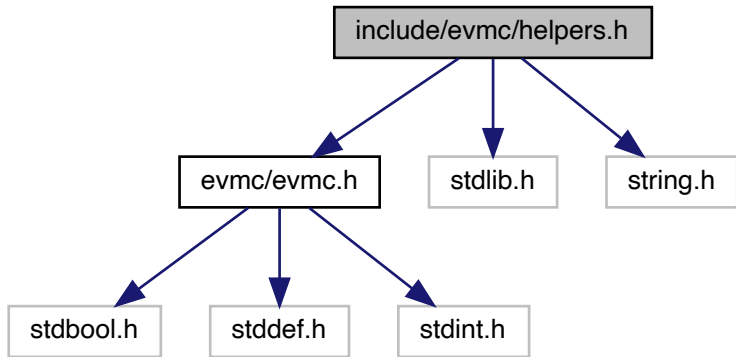 include/evmc/helpers.h
evmc/evmc.h
stdlib.h
string.h
stdbool.h
stddef.h
stdint.h